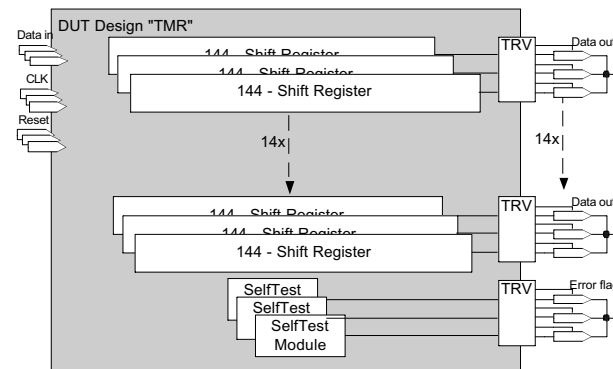 DUT Design "TMR"
Data in
CLK
Reset
144 - Shift Register
144 - Shift Register
144 - Shift Register
TRV
Data out
14x
14x
144 - Shift Register
144 - Shift Register
144 - Shift Register
TRV
Data out
SelfTest
SelfTest
SelfTest
Module
TRV
Error flag